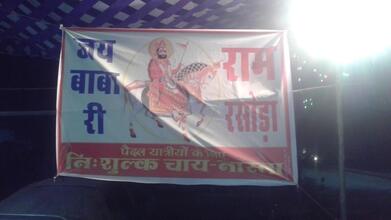 जय बाबा री
राम रसोड़ा
पैदल यात्रीयों के लिए
निःशुल्क चाय-नास्ता